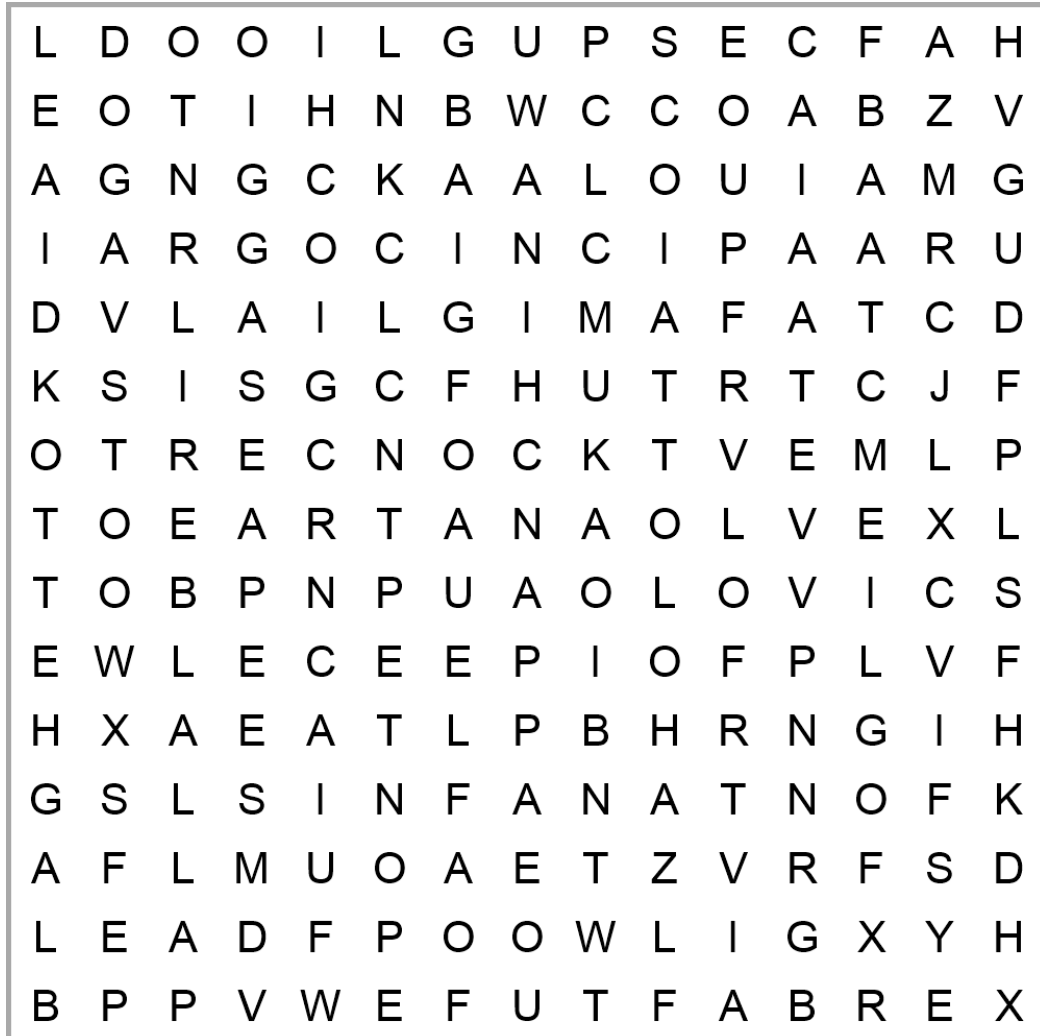 L D O O I L G U P S E C F A H
E O T I H N B W C C O A B Z V
A G N G C K A A L O U I A M G
I A R G O C I N C I P A A R U
D V L A I L G I M A F A T C D
K S I S G C F H U T R T C J F
O T R E C N O C K T V E M L P
T O E A R T A N A O L V E X L
T O B P N P U A O L O V I C S
E W L E C E E P I O F P L V F
H X A E A T L P B H R N G I H
G S L S I N F A N A T N O F K
A F L M U O A E T Z V R F S D
L E A D F P O O W L I G X Y H
B P P V W E F U T F A B R E X